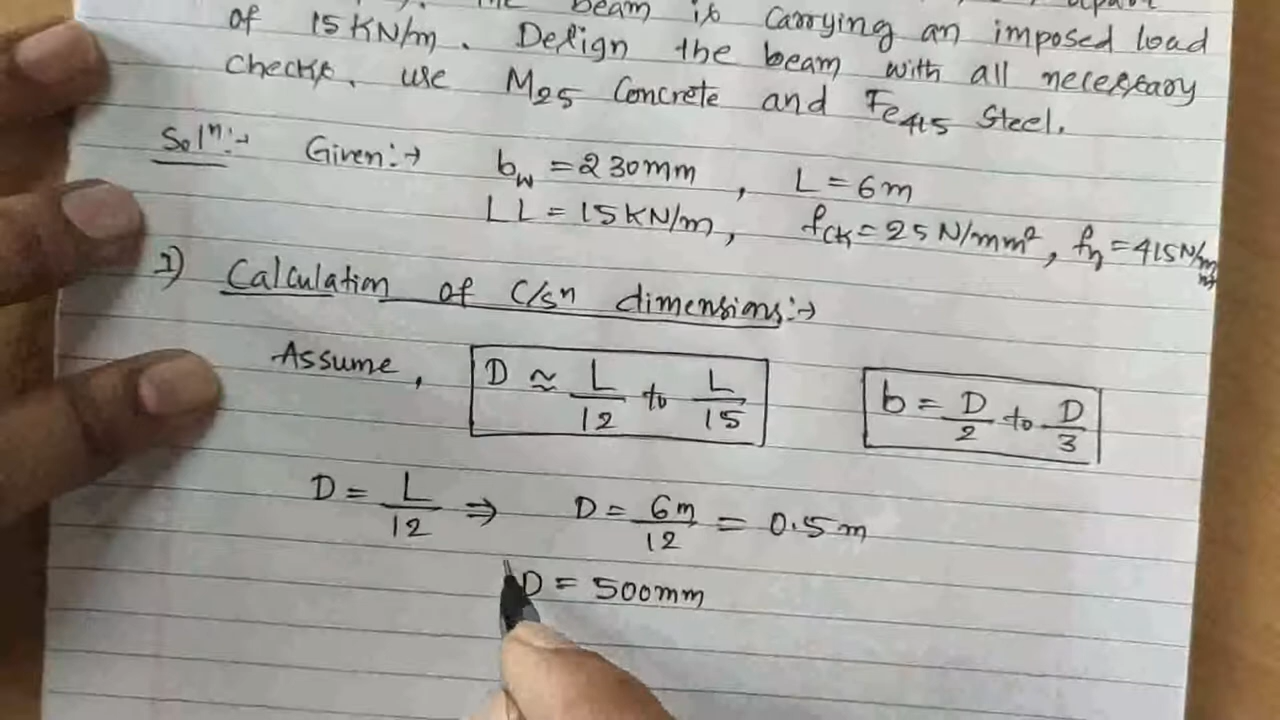 The beam is carrying an imposed load
of 15 KN/m. Design the beam with all necessary
checks. Use M25 Concrete and Fe415 Steel.
Solⁿ:→ Given:→ bw = 230mm, L = 6m
LL = 15KN/m, fck = 25 N/mm², fy = 415N/mm²
1) Calculation of C/Sⁿ dimensions:→
Assume, D ≈ L/12 to L/15 b = D/2 to D/3
D = L/12 ⇒ D = 6m/12 = 0.5m
D = 500mm